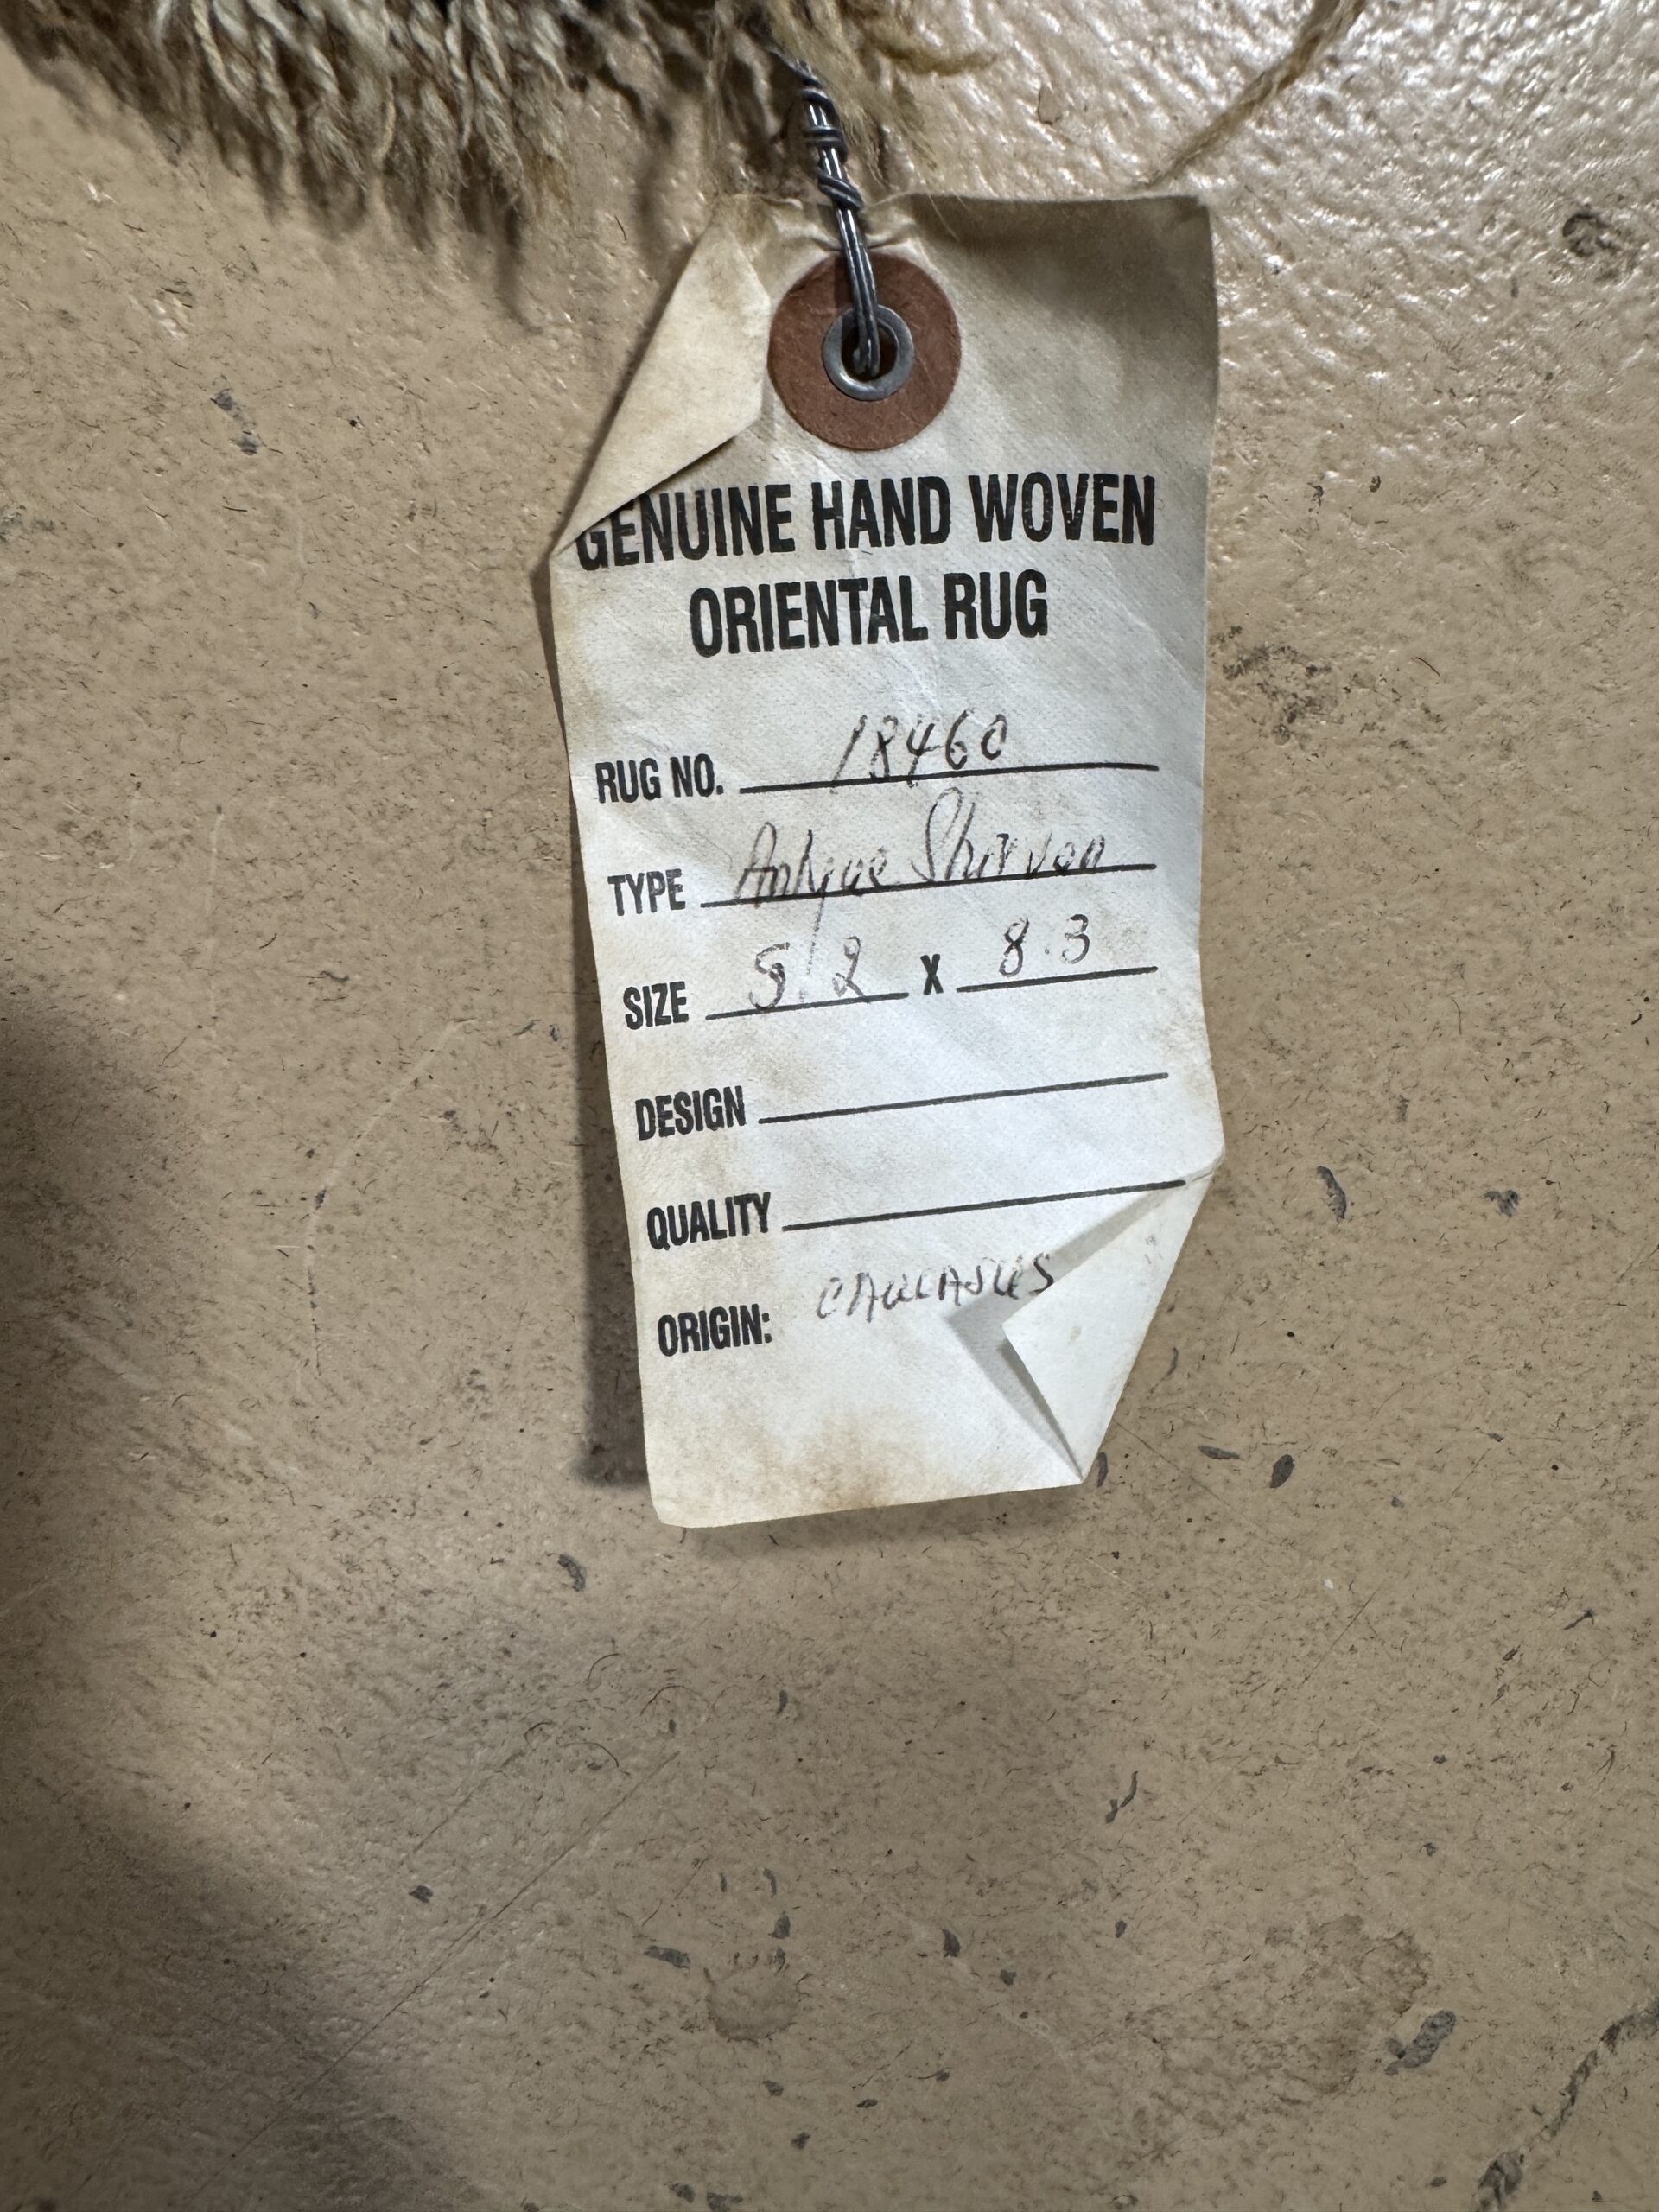 GENUINE HAND WOVEN
ORIENTAL RUG
RUG NO. 18460
TYPE Antique Shirvan
SIZE 5.2 X 8.3
DESIGN
QUALITY
ORIGIN: CAUCASUS